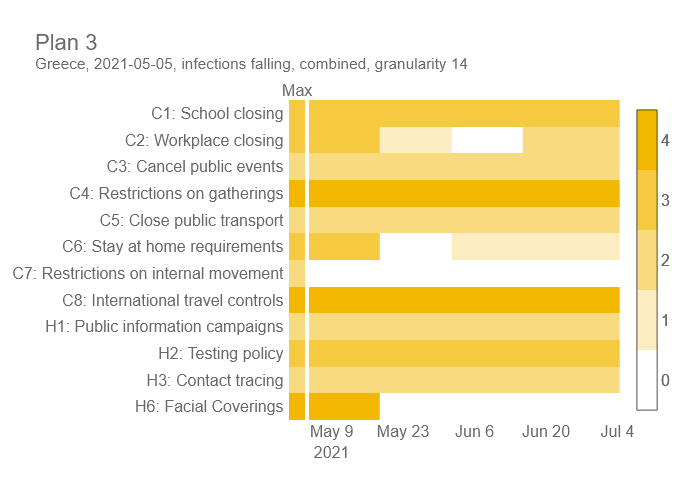 Plan 3
Greece, 2021-05-05, infections falling, combined, granularity 14
Max
C1: School closing
C2: Workplace closing
C3: Cancel public events
C4: Restrictions on gatherings
C5: Close public transport
C6: Stay at home requirements
C7: Restrictions on internal movement
C8: International travel controls
H1: Public information campaigns
H2: Testing policy
H3: Contact tracing
H6: Facial Coverings
May 9 May 23 Jun 6 Jun 20 Jul 4
2021
4
3
2
1
0